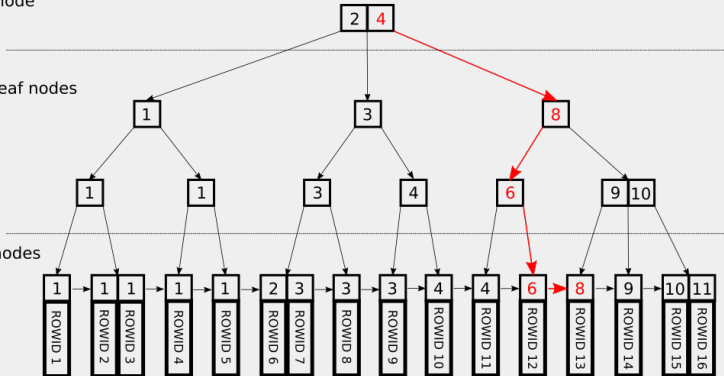 node
2 4
eaf nodes
1 3 8
1 1 3 4 6 9 10
nodes
1 1 1 1 1 2 3 3 3 4 4 6 8 9 10 11
ROWID 1
ROWID 2
ROWID 3
ROWID 4
ROWID 5
ROWID 6
ROWID 7
ROWID 8
ROWID 9
ROWID 10
ROWID 11
ROWID 12
ROWID 13
ROWID 14
ROWID 15
ROWID 16